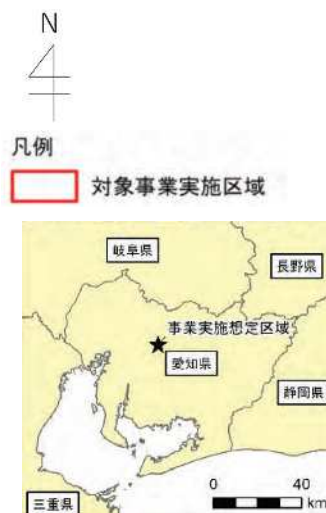 N
凡例
対象事業実施区域
岐阜県
長野県
事業実施想定区域
愛知県
静岡県
三重県
0 40
km